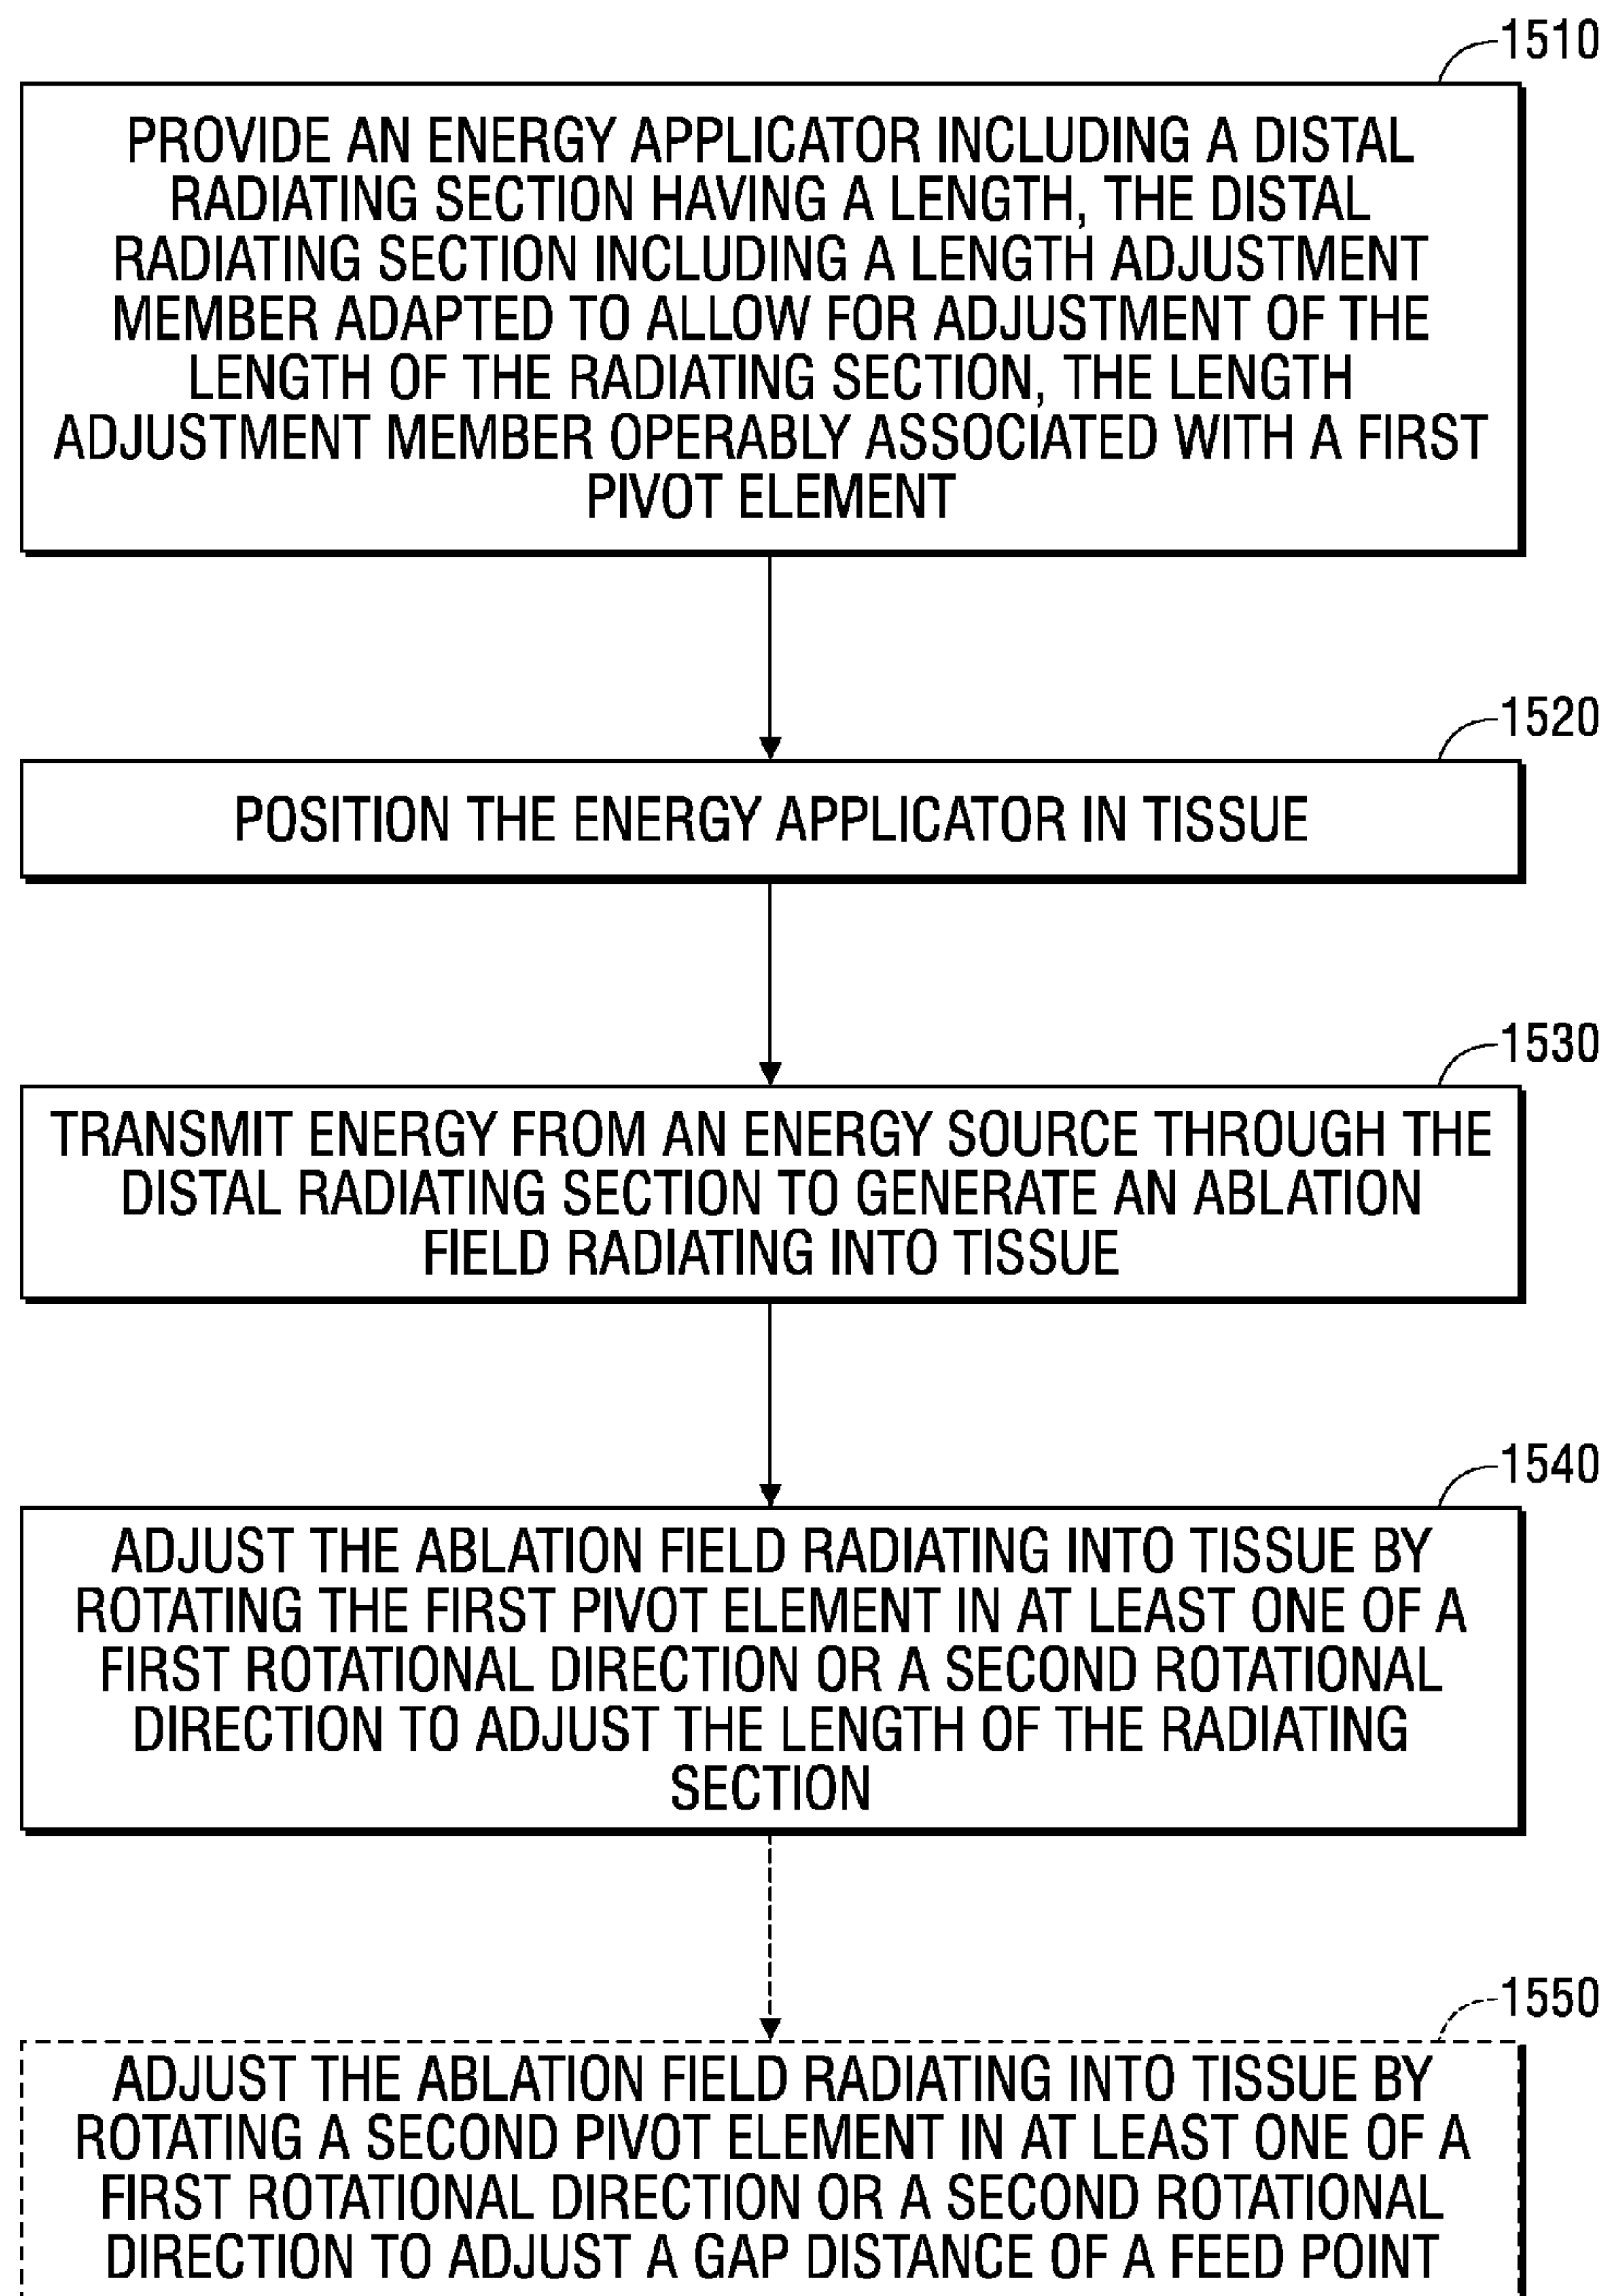 1510
PROVIDE AN ENERGY APPLICATOR INCLUDING A DISTAL
RADIATING SECTION HAVING A LENGTH, THE DISTAL
RADIATING SECTION INCLUDING A LENGTH ADJUSTMENT
MEMBER ADAPTED TO ALLOW FOR ADJUSTMENT OF THE
LENGTH OF THE RADIATING SECTION, THE LENGTH
ADJUSTMENT MEMBER OPERABLY ASSOCIATED WITH A FIRST
PIVOT ELEMENT
1520
POSITION THE ENERGY APPLICATOR IN TISSUE
1530
TRANSMIT ENERGY FROM AN ENERGY SOURCE THROUGH THE
DISTAL RADIATING SECTION TO GENERATE AN ABLATION
FIELD RADIATING INTO TISSUE
1540
ADJUST THE ABLATION FIELD RADIATING INTO TISSUE BY
ROTATING THE FIRST PIVOT ELEMENT IN AT LEAST ONE OF A
FIRST ROTATIONAL DIRECTION OR A SECOND ROTATIONAL
DIRECTION TO ADJUST THE LENGTH OF THE RADIATING
SECTION
1550
ADJUST THE ABLATION FIELD RADIATING INTO TISSUE BY
ROTATING A SECOND PIVOT ELEMENT IN AT LEAST ONE OF A
FIRST ROTATIONAL DIRECTION OR A SECOND ROTATIONAL
DIRECTION TO ADJUST A GAP DISTANCE OF A FEED POINT